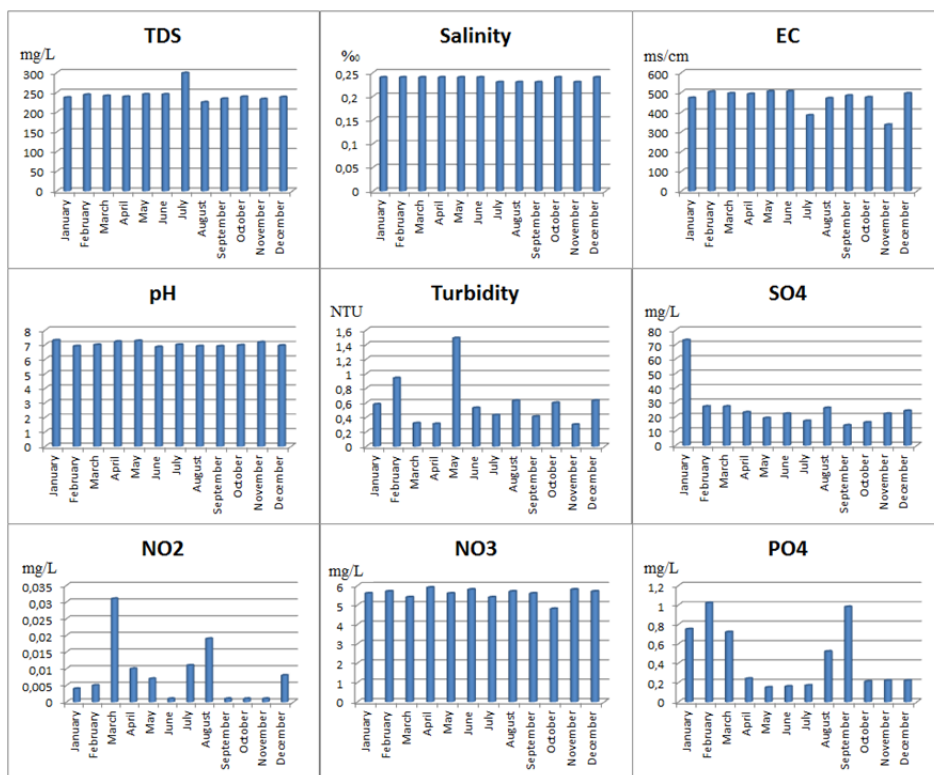 TDS
mg/L
300
250
200
150
100
50
0
January
February
March
April
May
June
July
August
September
October
November
December
Salinity
‰
0,25
0,2
0,15
0,1
0,05
0
January
February
March
April
May
June
July
August
September
October
November
December
EC
ms/cm
600
500
400
300
200
100
0
January
February
March
April
May
June
July
August
September
October
November
December
pH
8
7
6
5
4
3
2
1
0
January
February
March
April
May
June
July
August
September
October
November
December
Turbidity
NTU
1,6
1,4
1,2
1
0,8
0,6
0,4
0,2
0
January
February
March
April
May
June
July
August
September
October
November
December
SO4
mg/L
80
70
60
50
40
30
20
10
0
January
February
March
April
May
June
July
August
September
October
November
December
NO2
mg/L
0,035
0,03
0,025
0,02
0,015
0,01
0,005
0
January
February
March
April
May
June
July
August
September
October
November
December
NO3
mg/L
6
5
4
3
2
1
0
January
February
March
April
May
June
July
August
September
October
November
December
PO4
mg/L
1,2
1
0,8
0,6
0,4
0,2
0
January
February
March
April
May
June
July
August
September
October
November
December